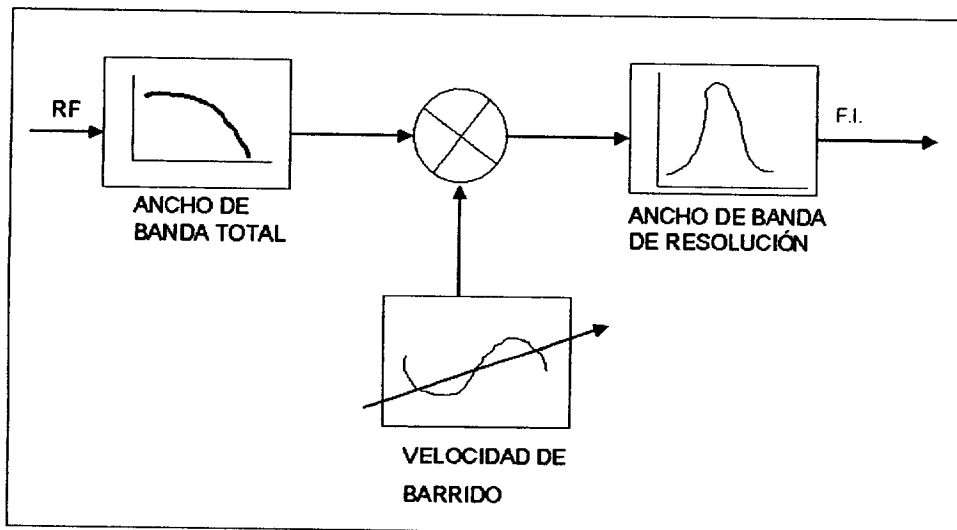 RF
ANCHO DE
BANDA TOTAL
F.I.
ANCHO DE BANDA
DE RESOLUCIÓN
VELOCIDAD DE
BARRIDO